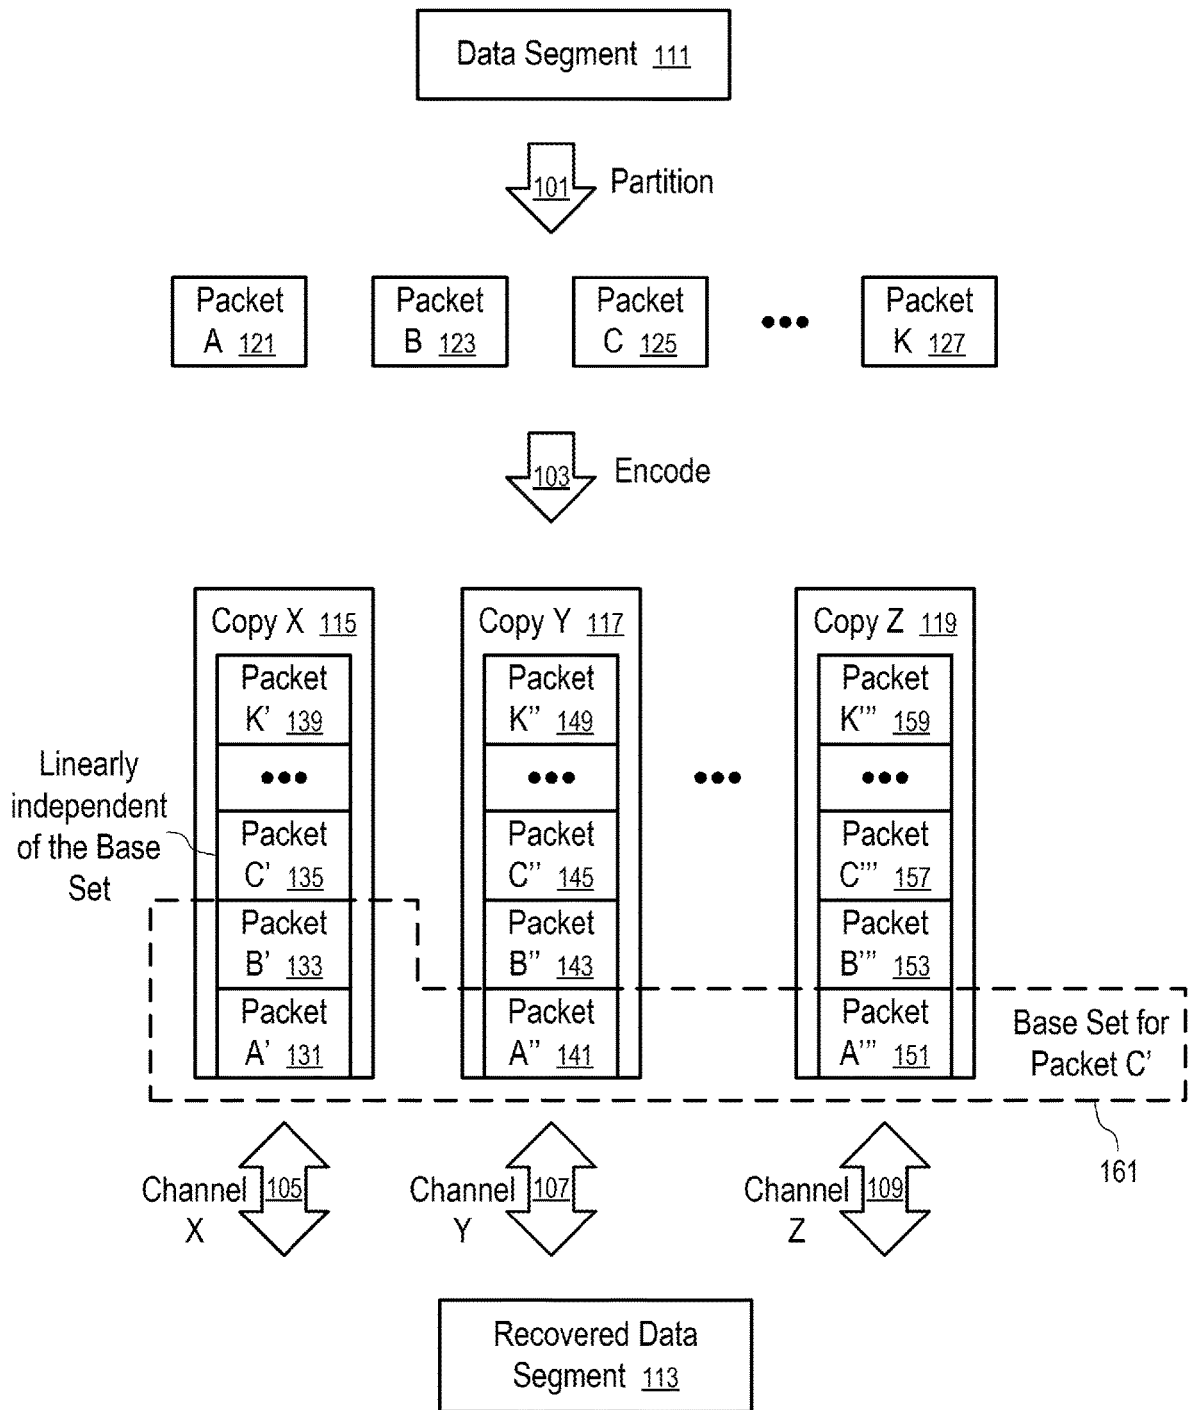 Data Segment 111
101 Partition
Packet
A 121
Packet
B 123
Packet
C 125
•••
Packet
K 127
103 Encode
Copy X 115
Packet
K’ 139
•••
Packet
C’ 135
Packet
B’ 133
Packet
A’ 131
Linearly
independent
of the Base
Set
Copy Y 117
Packet
K’’ 149
•••
Packet
C’’ 145
Packet
B’’ 143
Packet
A’’ 141
•••
Copy Z 119
Packet
K’’’ 159
•••
Packet
C’’’ 157
Packet
B’’’ 153
Packet
A’’’ 151
Base Set for
Packet C’
161
Channel
X
105
Channel
Y
107
Channel
Z
109
Recovered Data
Segment 113